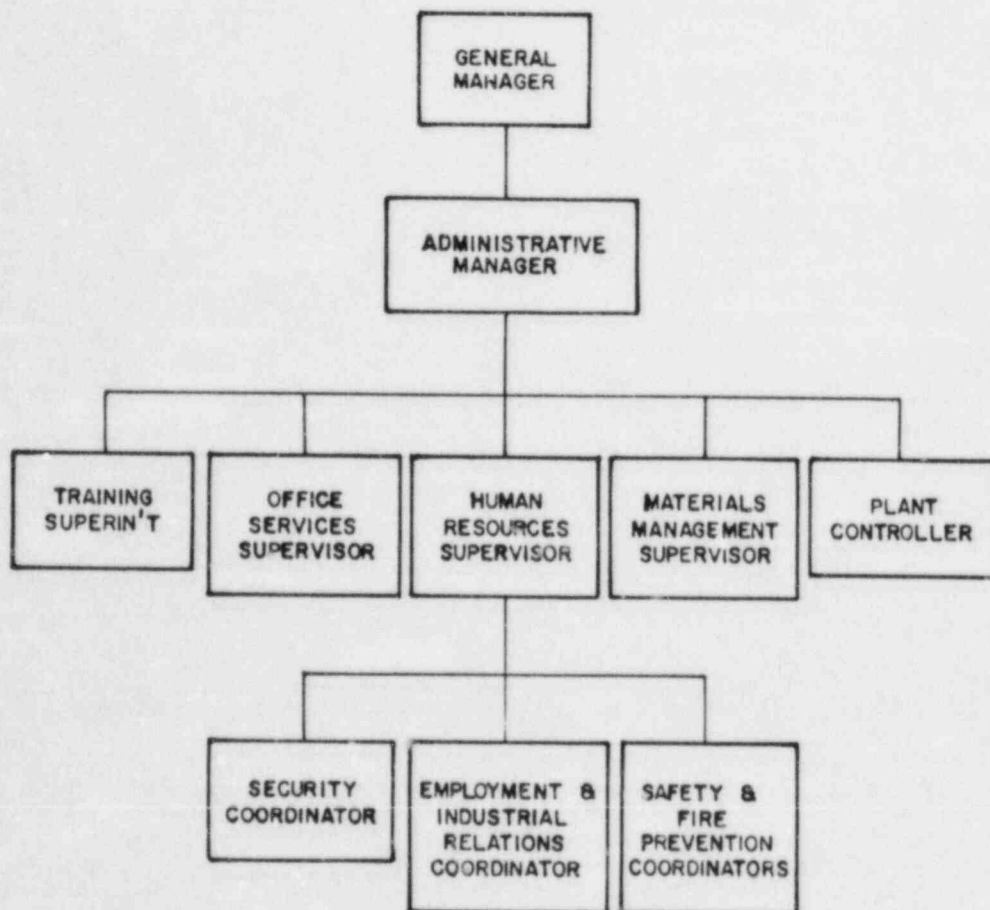 GENERAL
MANAGER
ADMINISTRATIVE
MANAGER
TRAINING
SUPERIN'T
OFFICE
SERVICES
SUPERVISOR
HUMAN
RESOURCES
SUPERVISOR
MATERIALS
MANAGEMENT
SUPERVISOR
PLANT
CONTROLLER
SECURITY
COORDINATOR
EMPLOYMENT &
INDUSTRIAL
RELATIONS
COORDINATOR
SAFETY &
FIRE
PREVENTION
COORDINATORS